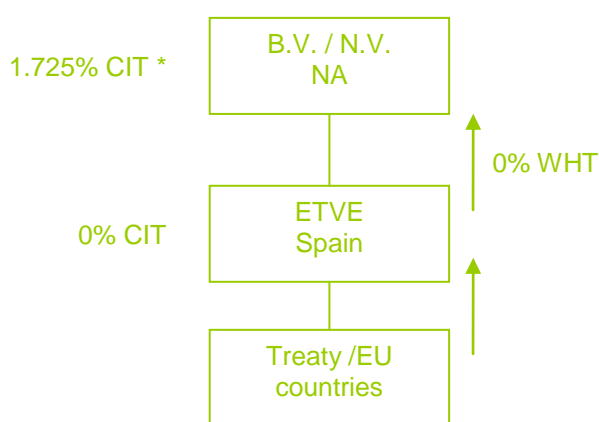 B.V. / N.V.
NA
1.725% CIT *
0% WHT
ETVE
Spain
0% CIT
Treaty /EU
countries